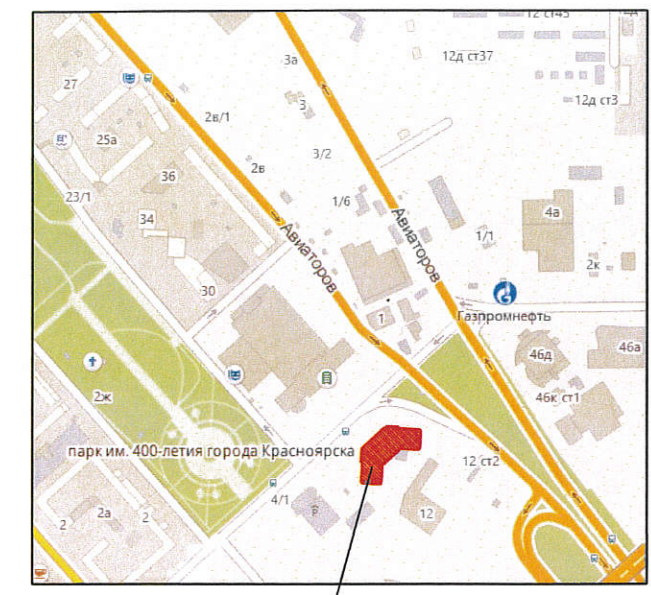 12 ст45
3а
12д ст37
27
3
12д ст3
2в/1
25а
3/2
2в
36
1/6
23/1
34
4а
Авиаторов
Авиаторов
1/1
2к
30
1
Газпромнефть
46д
46а
2ж
46к ст1
парк им. 400-летия города Красноярска
12 ст2
4/1
2
2а
2
12